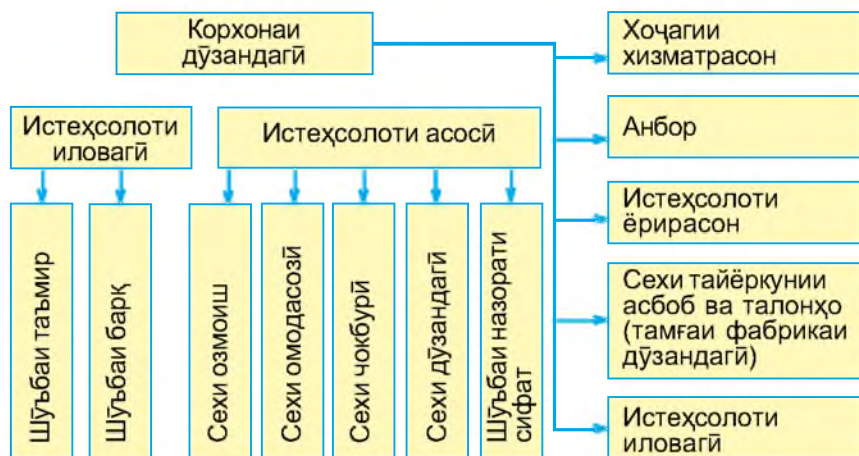 Корхонаи
дӯзандагӣ
Хоҷагии
хизматрасон
Истеҳсолоти
иловагӣ
Истеҳсолоти асосӣ
Анбор
Истеҳсолоти
ёрирасон
Сехи тайёркунии
асбоб ва талонҳо
(тамғаи фабрикаи
дӯзандагӣ)
Истеҳсолоти
иловагӣ
Шӯъбаи таъмир
Шӯъбаи барқ
Сехи озмоиш
Сехи омодасозӣ
Сехи чокбурӣ
Сехи дӯзандагӣ
Шӯъбаи назорати
сифат